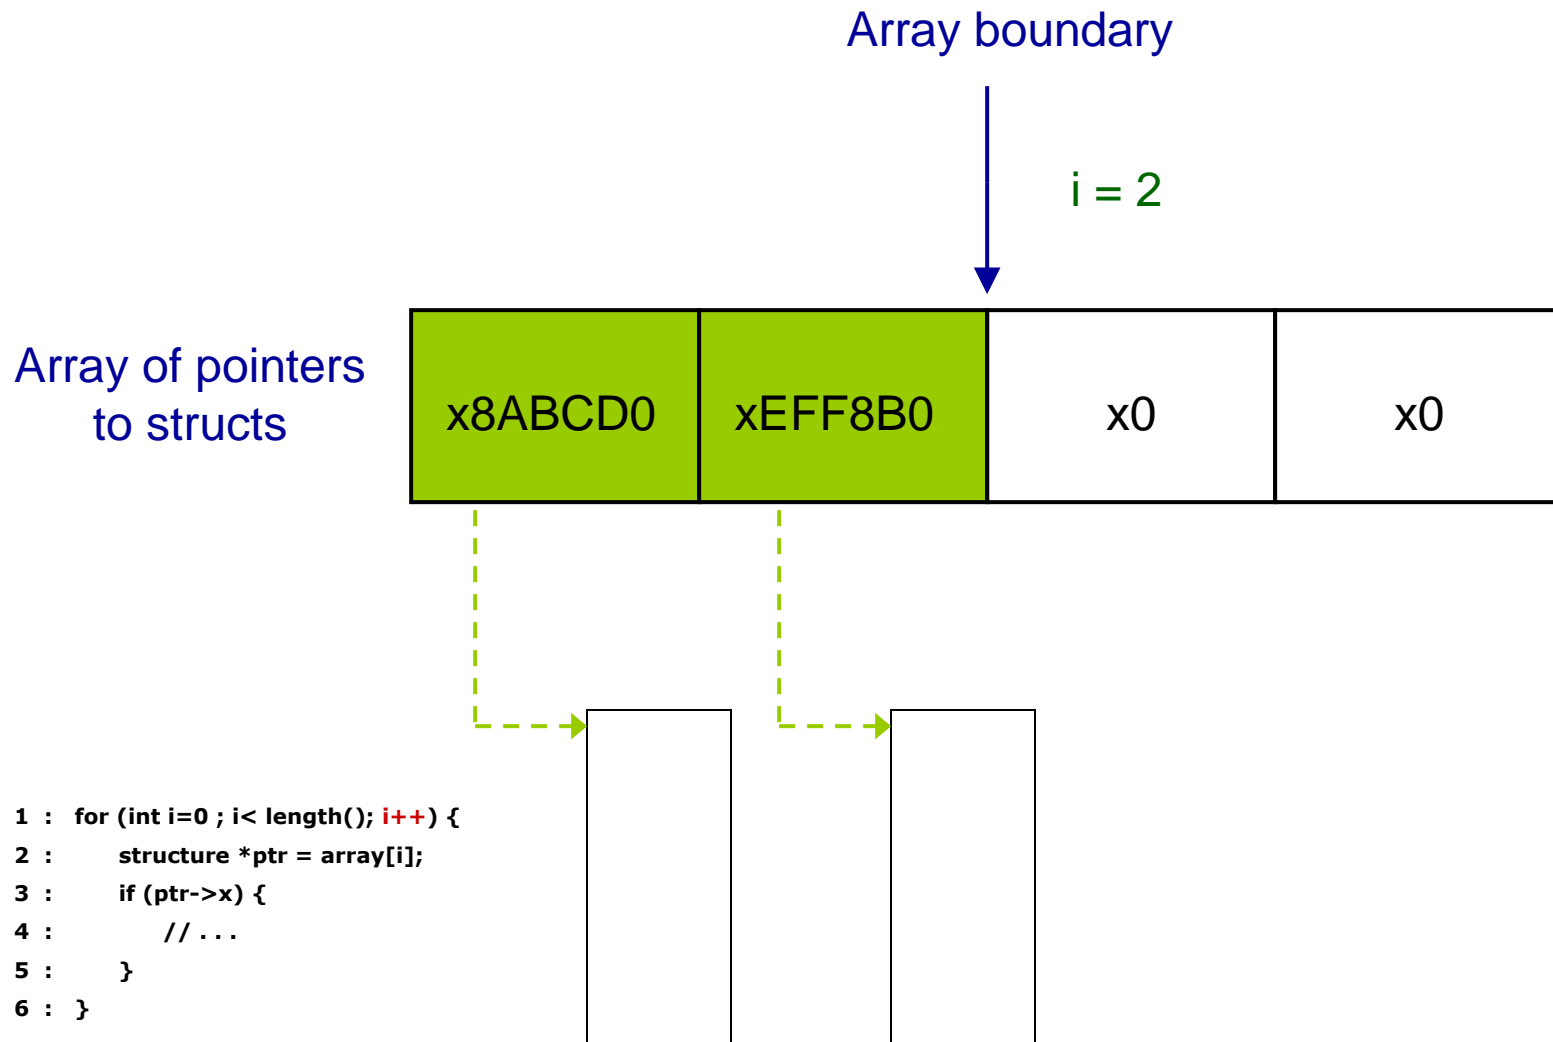 Array boundary
i = 2
Array of pointers
to structs
x8ABCD0
xEFF8B0
x0
x0
1 : for (int i=0 ; i< length(); i++) {
2 : structure *ptr = array[i];
3 : if (ptr->x) {
4 : // . . .
5 : }
6 : }